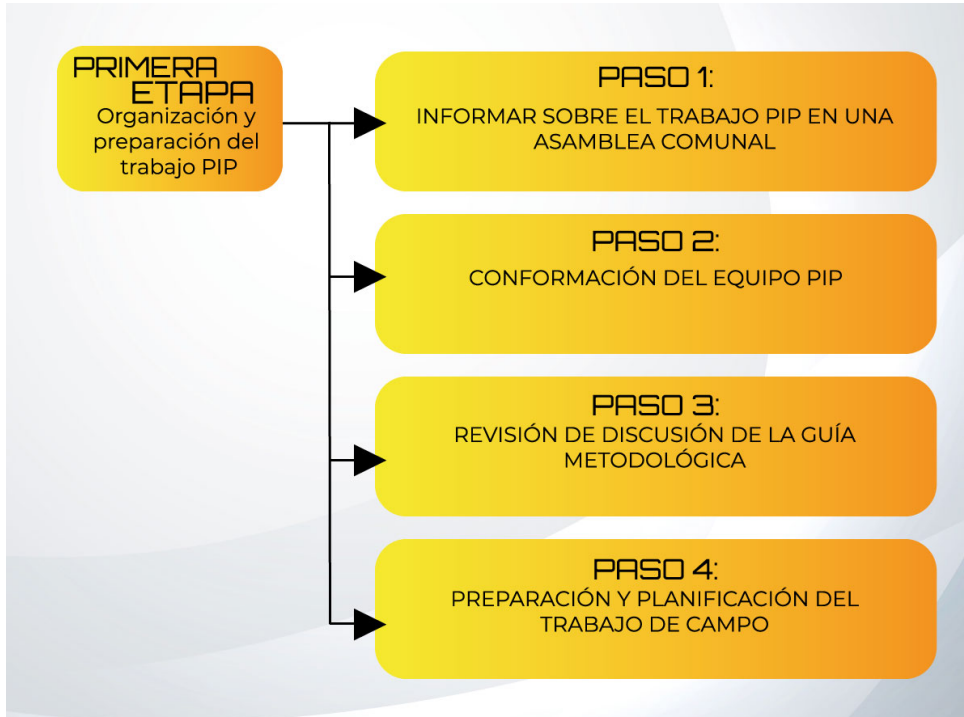 PRIMERA
ETAPA
Organización y
preparación del
trabajo PIP
PASO 1:
INFORMAR SOBRE EL TRABAJO PIP EN UNA
ASAMBLEA COMUNAL
PASO 2:
CONFORMACIÓN DEL EQUIPO PIP
PASO 3:
REVISIÓN DE DISCUSIÓN DE LA GUÍA
METODOLÓGICA
PASO 4:
PREPARACIÓN Y PLANIFICACIÓN DEL
TRABAJO DE CAMPO